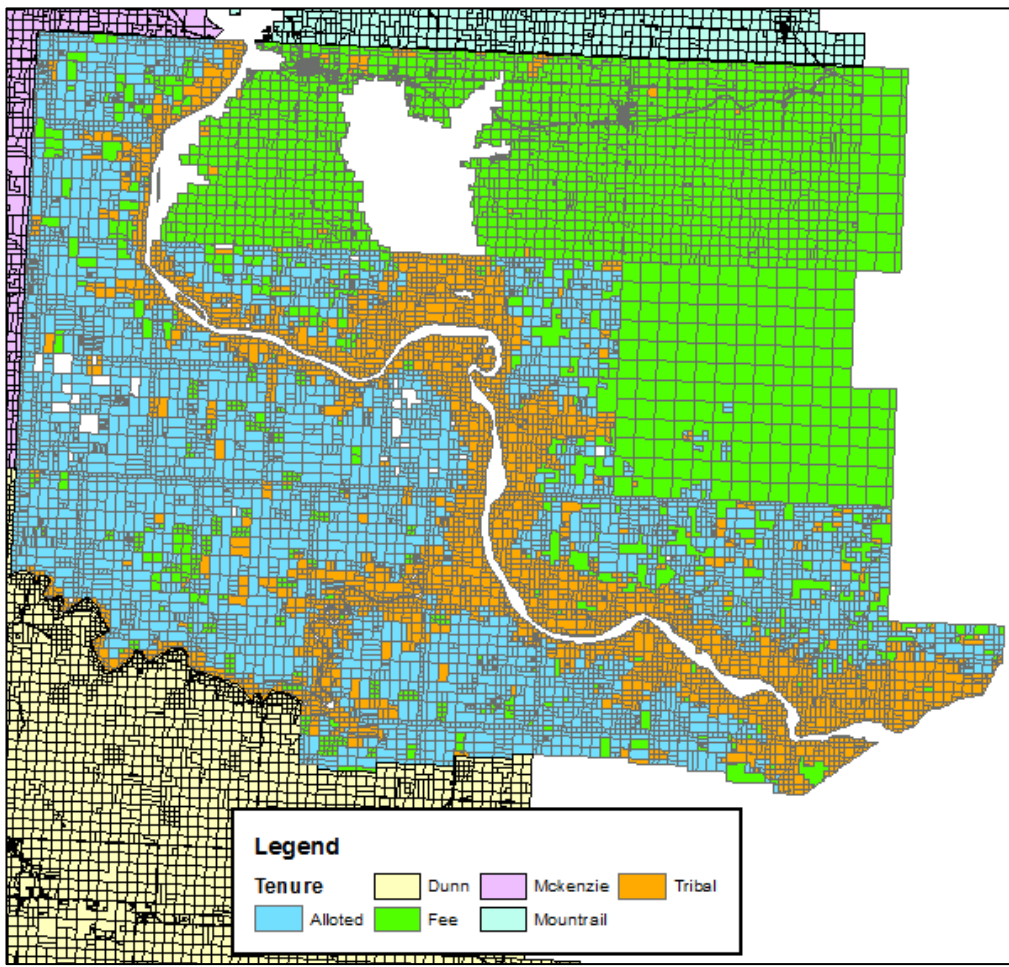 Legend
Tenure
Dunn
Mckenzie
Tribal
Alloted
Fee
Mountrail